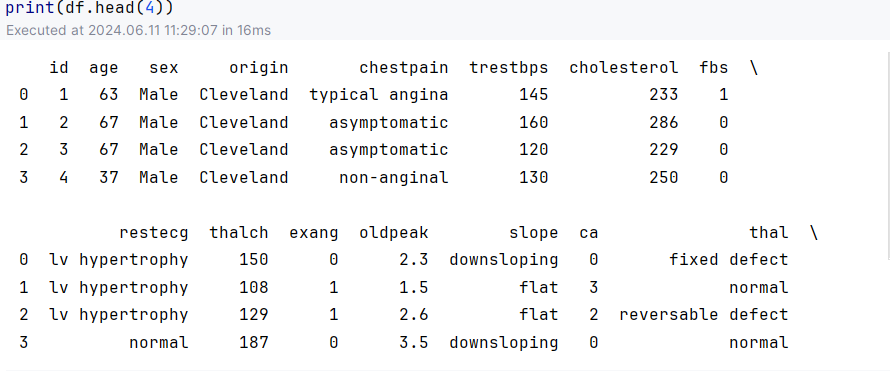 print(df.head(4))
Executed at 2024.06.11 11:29:07 in 16ms
id age sex origin chestpain trestbps cholesterol fbs \
0 1 63 Male Cleveland typical angina 145 233 1
1 2 67 Male Cleveland asymptomatic 160 286 0
2 3 67 Male Cleveland asymptomatic 120 229 0
3 4 37 Male Cleveland non-anginal 130 250 0
restecg thalch exang oldpeak slope ca thal \
0 lv hypertrophy 150 0 2.3 downsloping 0 fixed defect
1 lv hypertrophy 108 1 1.5 flat 3 normal
2 lv hypertrophy 129 1 2.6 flat 2 reversable defect
3 normal 187 0 3.5 downsloping 0 normal